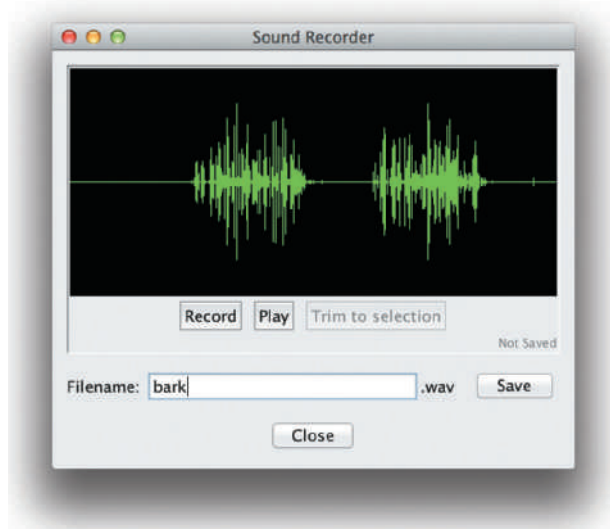 Sound Recorder
Record Play Trim to selection
Not Saved
Filename: bark .wav Save
Close